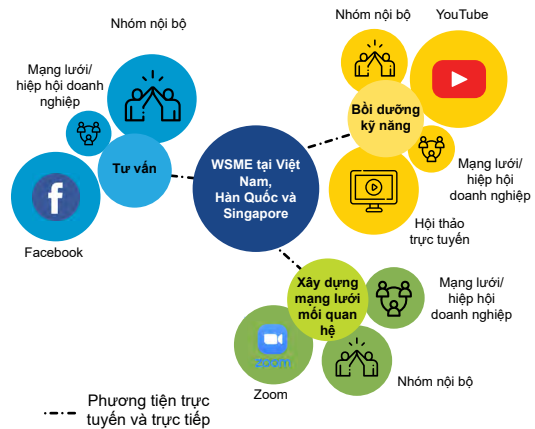 Nhóm nội bộ
Mạng lưới/
hiệp hội doanh
nghiệp
Tư vấn
Facebook
WSME tại Việt
Nam,
Hàn Quốc và
Singapore
Nhóm nội bộ
YouTube
Bồi dưỡng
kỹ năng
Mạng lưới/
hiệp hội
doanh nghiệp
Hội thảo
trực tuyến
Xây dựng
mạng lưới
mối quan
hệ
Mạng lưới/
hiệp hội
doanh nghiệp
zoom
Zoom
Nhóm nội bộ
Phương tiện trực
tuyến và trực tiếp